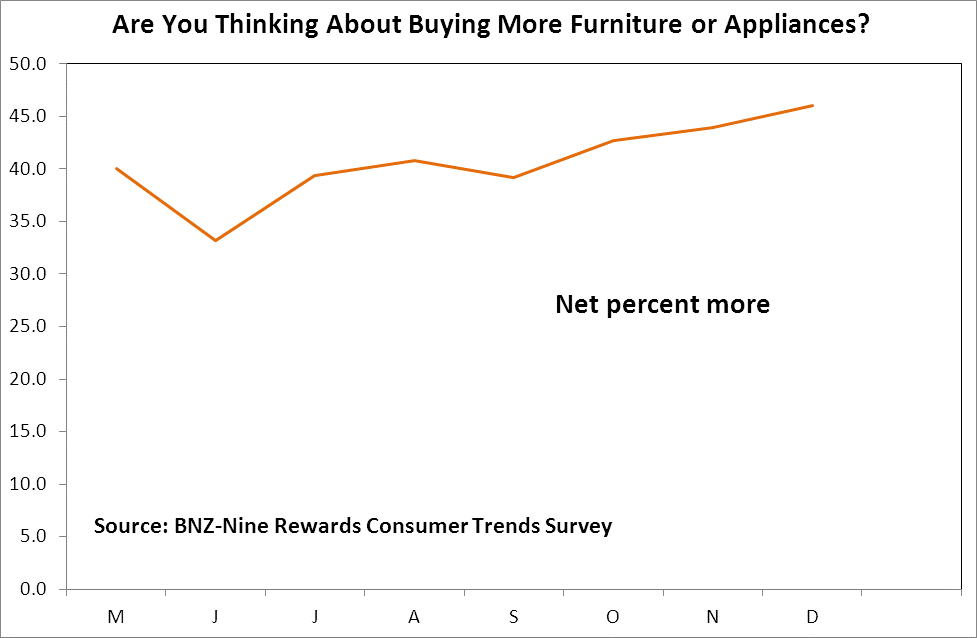 Are You Thinking About Buying More Furniture or Appliances?
50.0
45.0
40.0
35.0
30.0
Net percent more
25.0
20.0
15.0
10.0
Source: BNZ-Nine Rewards Consumer Trends Survey
5.0
0.0
M J J A S O N D